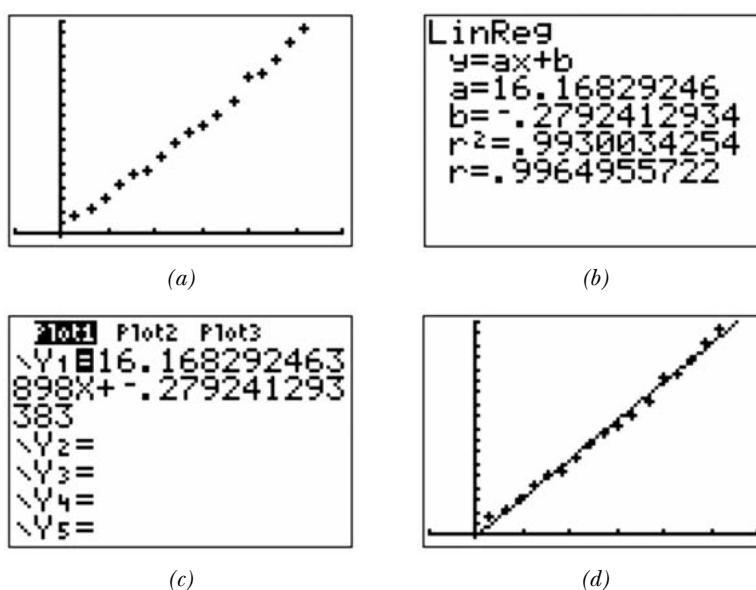 LinReg
y=ax+b
a=16.16829246
b=-.2792412934
r²=.9930034254
r=.9964955722
(a)
(b)
Plot1 Plot2 Plot3
\Y₁=16.168292463
898X+-.279241293
383
\Y₂=
\Y₃=
\Y₄=
\Y₅=
(c)
(d)